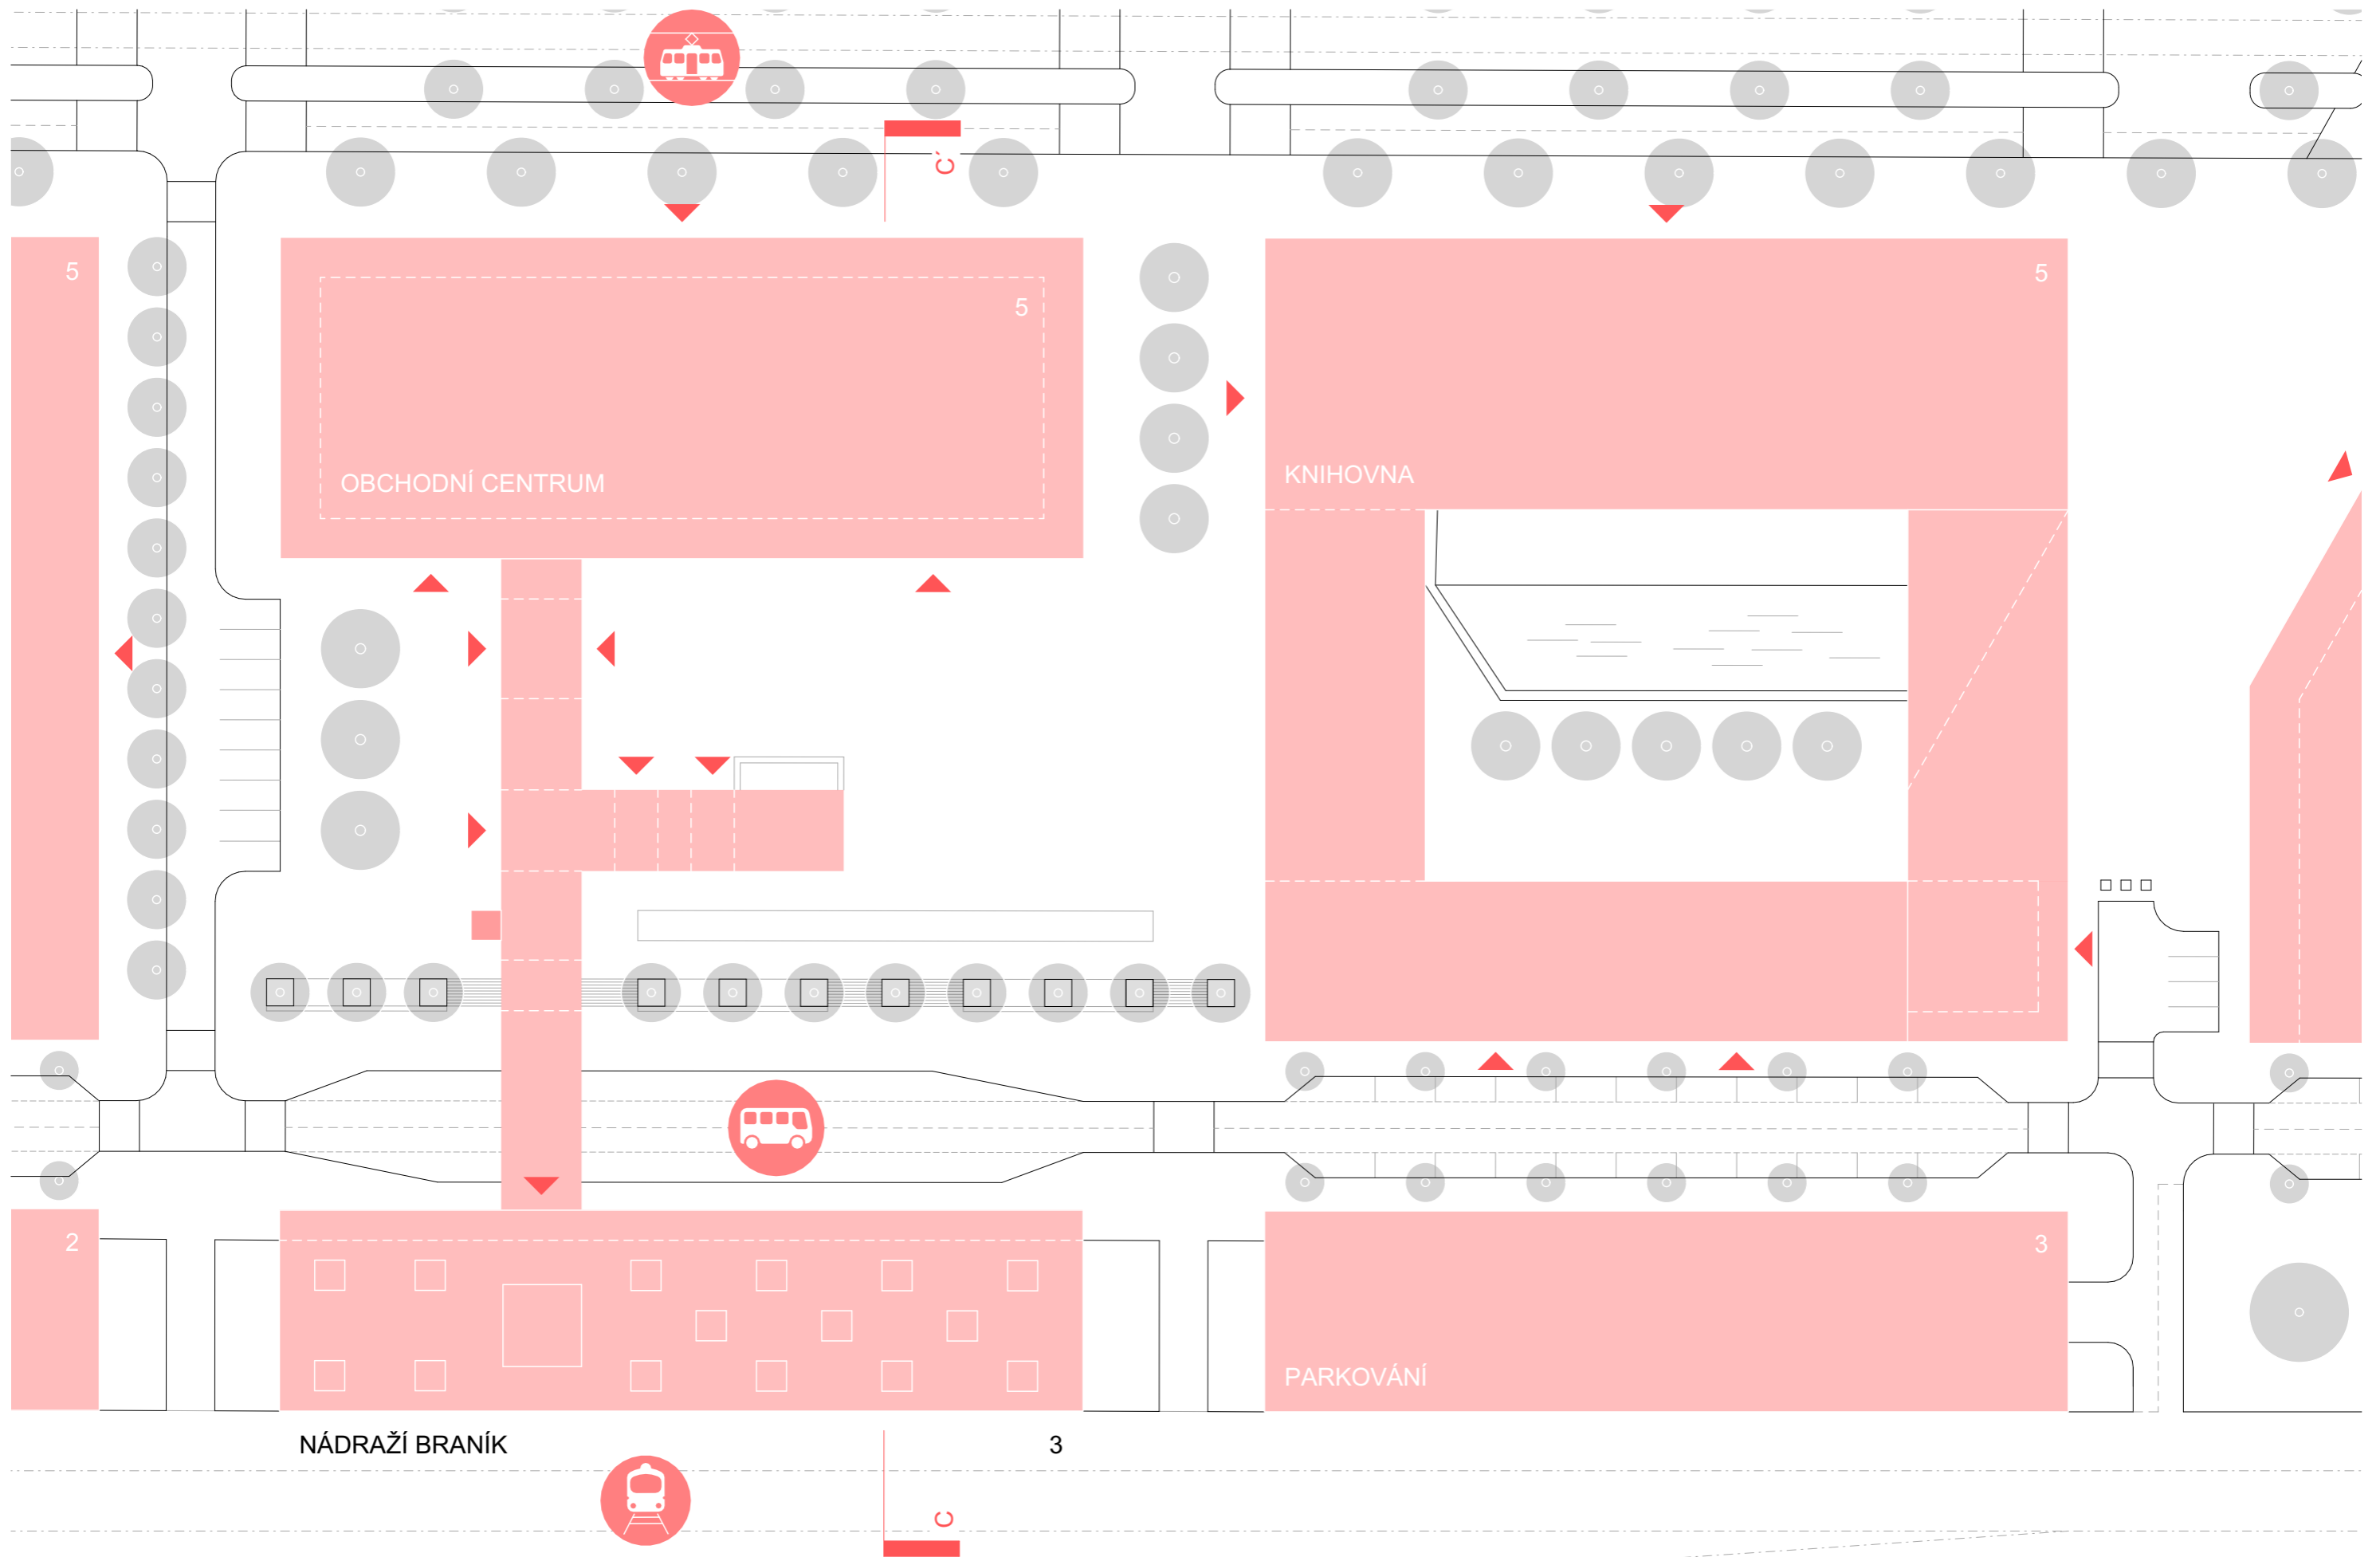 C´
5
5
5
OBCHODNÍ CENTRUM
KNIHOVNA
2
3
PARKOVÁNÍ
NÁDRAŽÍ BRANÍK
3
C